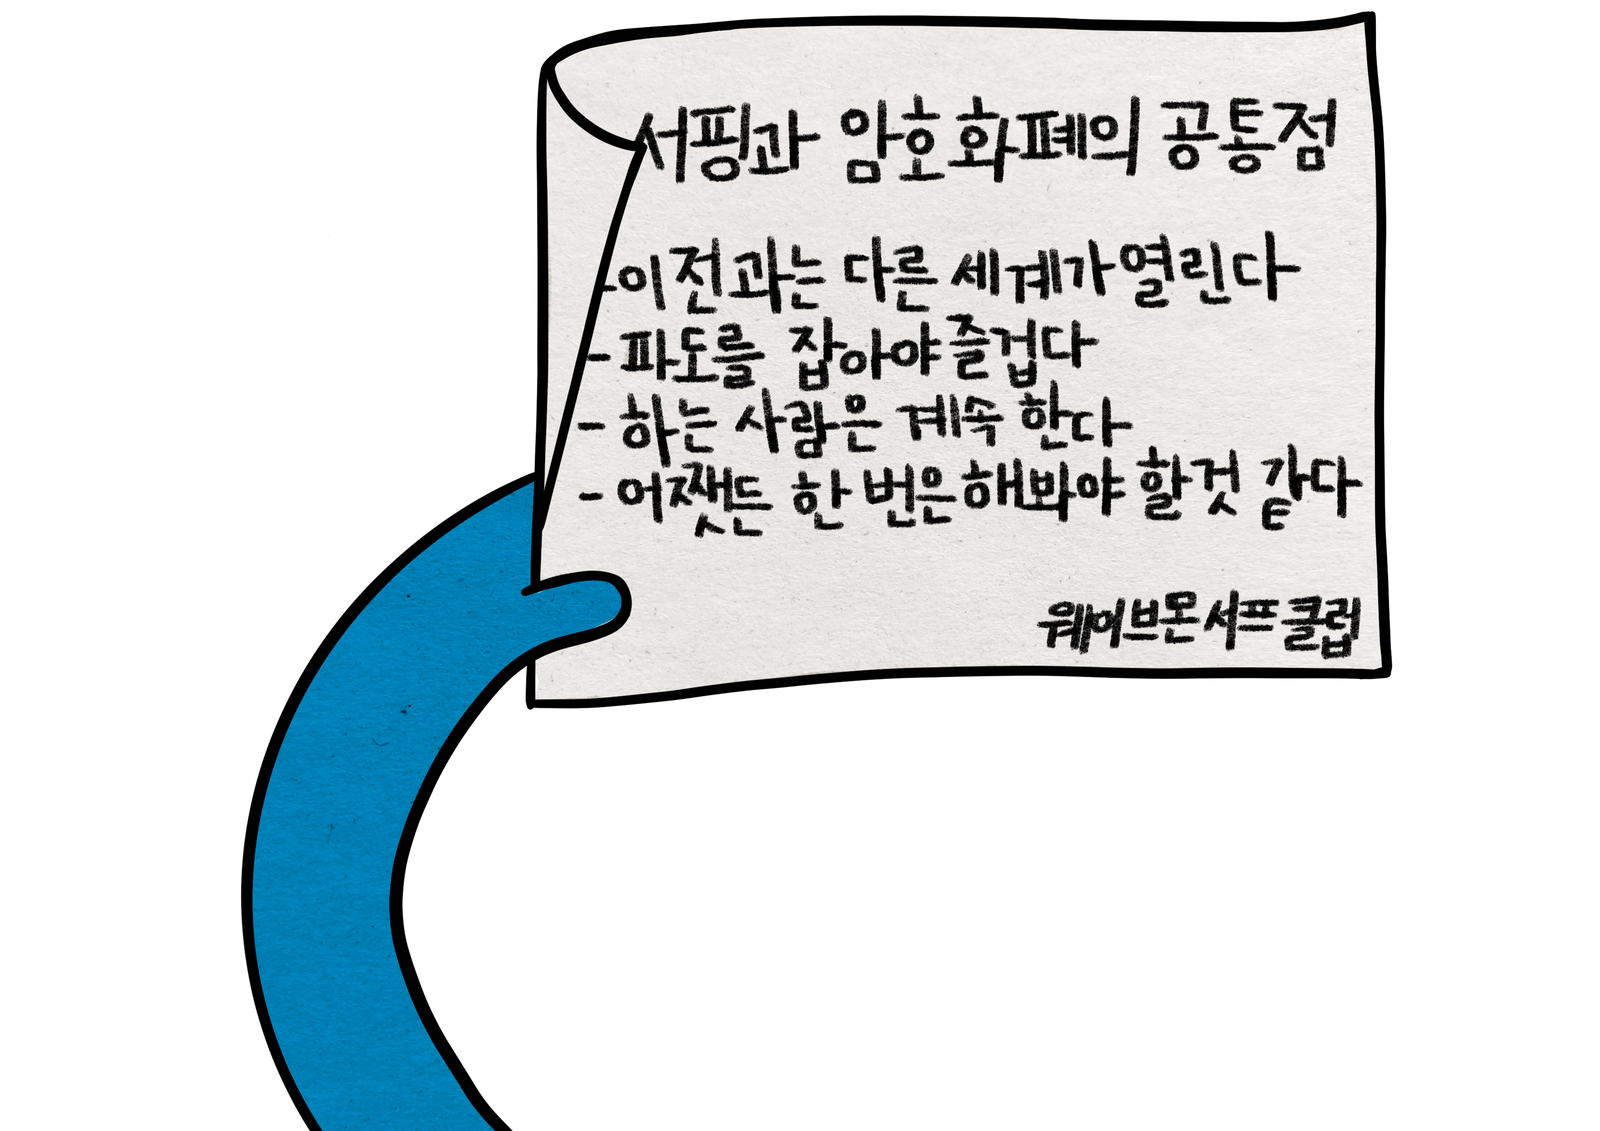 서핑과 암호화폐의 공통점
-이전과는 다른 세계가 열린다
- 파도를 잡아야 즐겁다
- 하는 사람은 계속 한다
- 어쨋든 한 번은 해봐야 할것 같다
웨이브몬 서프 클럽